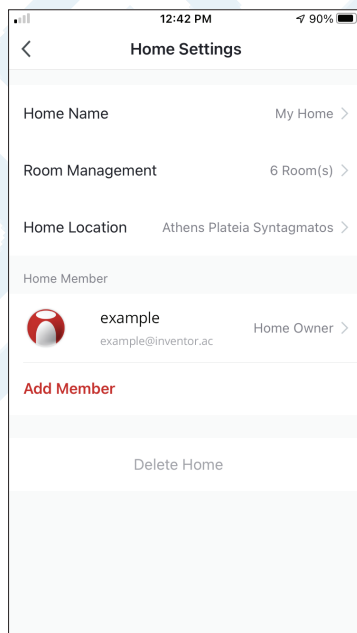 12:42 PM 90%
Home Settings
Home Name My Home
Room Management 6 Room(s)
Home Location Athens Plateia Syntagmatos
Home Member
example
example@inventor.ac
Home Owner
Add Member
Delete Home